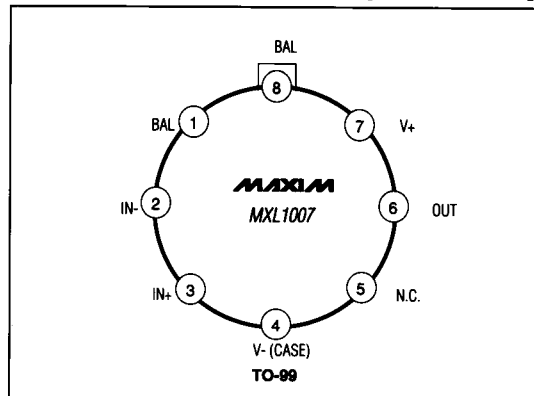 BAL
8
BAL 1
7 V+
MAXIM
MXL1007
IN- 2
6 OUT
IN+ 3
5 N.C.
4
V- (CASE)
TO-99